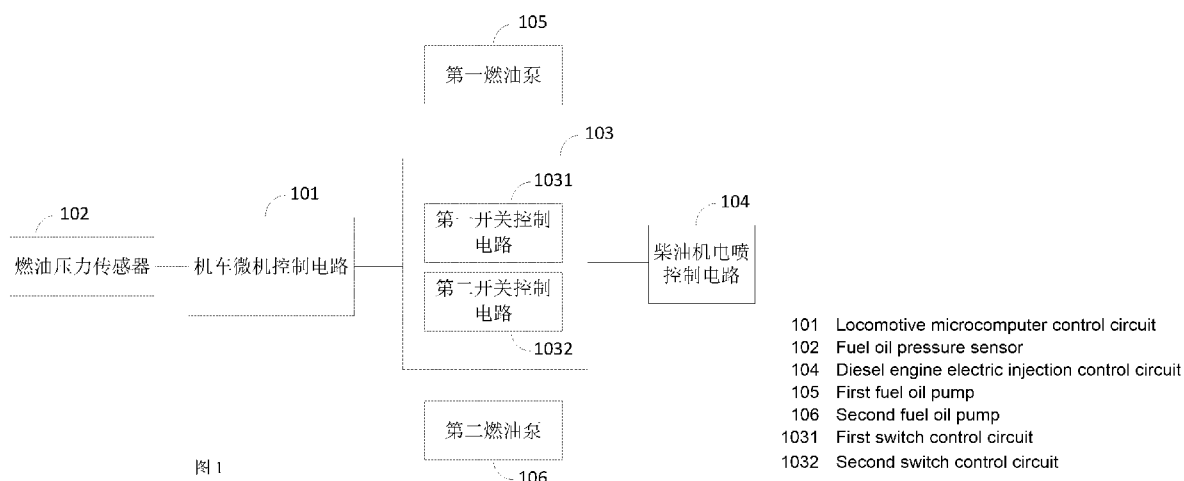 105
第一燃油泵
103
1031
101
104
102
第一开关控制
电路
柴油机电喷
控制电路
燃油压力传感器
机车微机控制电路
第二开关控制
电路
1032
第二燃油泵
106
图1
101 Locomotive microcomputer control circuit
102 Fuel oil pressure sensor
104 Diesel engine electric injection control circuit
105 First fuel oil pump
106 Second fuel oil pump
1031 First switch control circuit
1032 Second switch control circuit